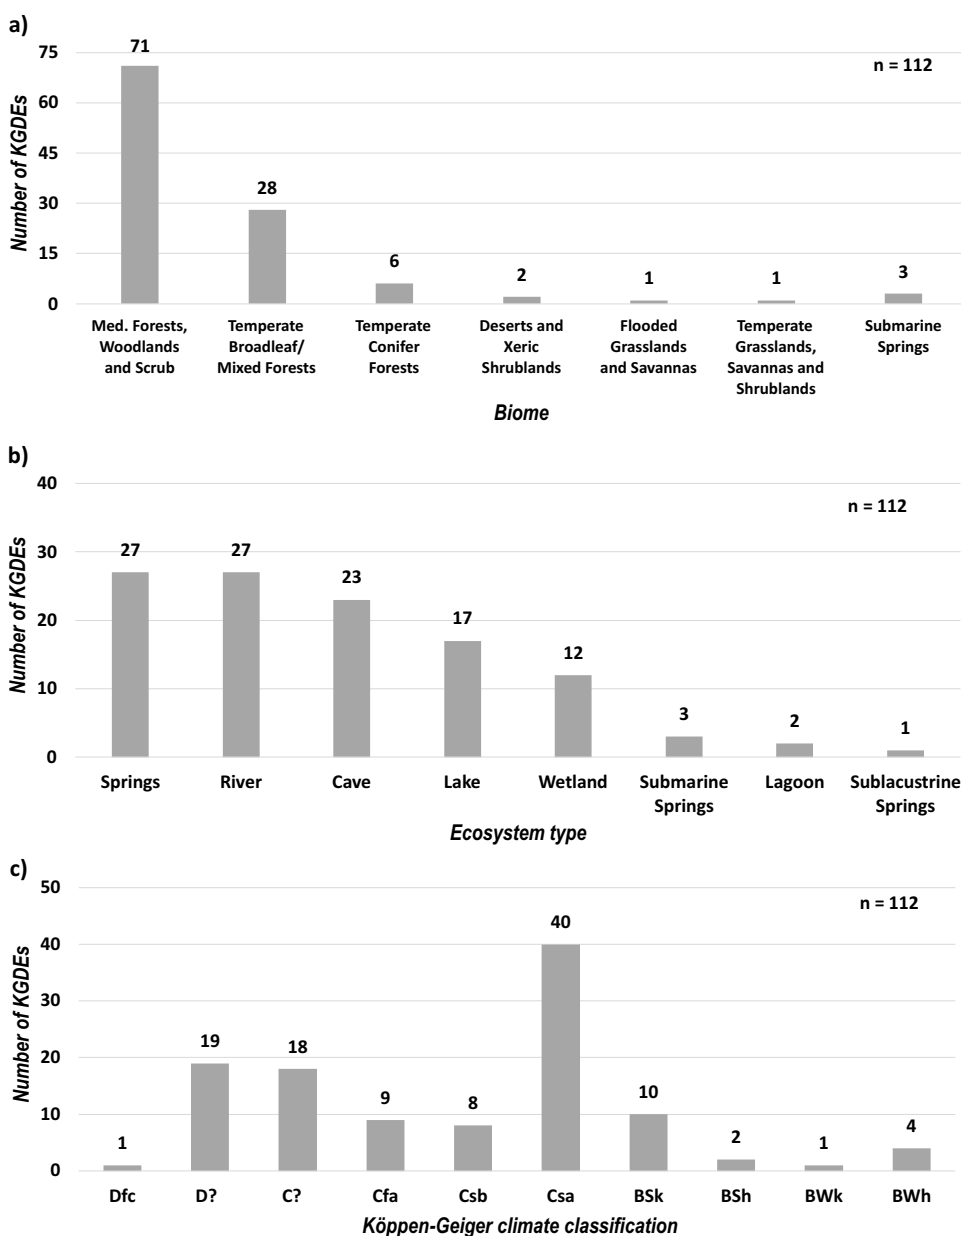 a)
Number of KGDEs
75
60
45
30
15
0
n = 112
71
28
6
2
1
1
3
Med. Forests,
Woodlands
and Scrub
Temperate
Broadleaf/
Mixed Forests
Temperate
Conifer
Forests
Deserts and
Xeric
Shrublands
Flooded
Grasslands
and Savannas
Temperate
Grasslands,
Savannas and
Shrublands
Submarine
Springs
Biome
b)
Number of KGDEs
40
30
20
10
0
n = 112
27
27
23
17
12
3
2
1
Springs
River
Cave
Lake
Wetland
Submarine
Springs
Lagoon
Sublacustrine
Springs
Ecosystem type
c)
Number of KGDEs
50
40
30
20
10
0
n = 112
1
19
18
9
8
40
10
2
1
4
Dfc
D?
C?
Cfa
Csb
Csa
BSk
BSh
BWk
BWh
Köppen-Geiger climate classification